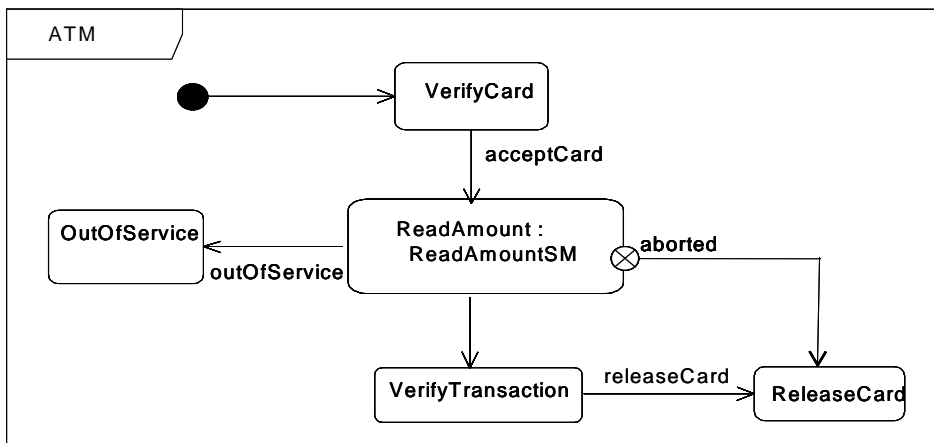 ATM
VerifyCard
acceptCard
ReadAmount :
ReadAmountSM
aborted
OutOfService
outOfService
VerifyTransaction
releaseCard
ReleaseCard